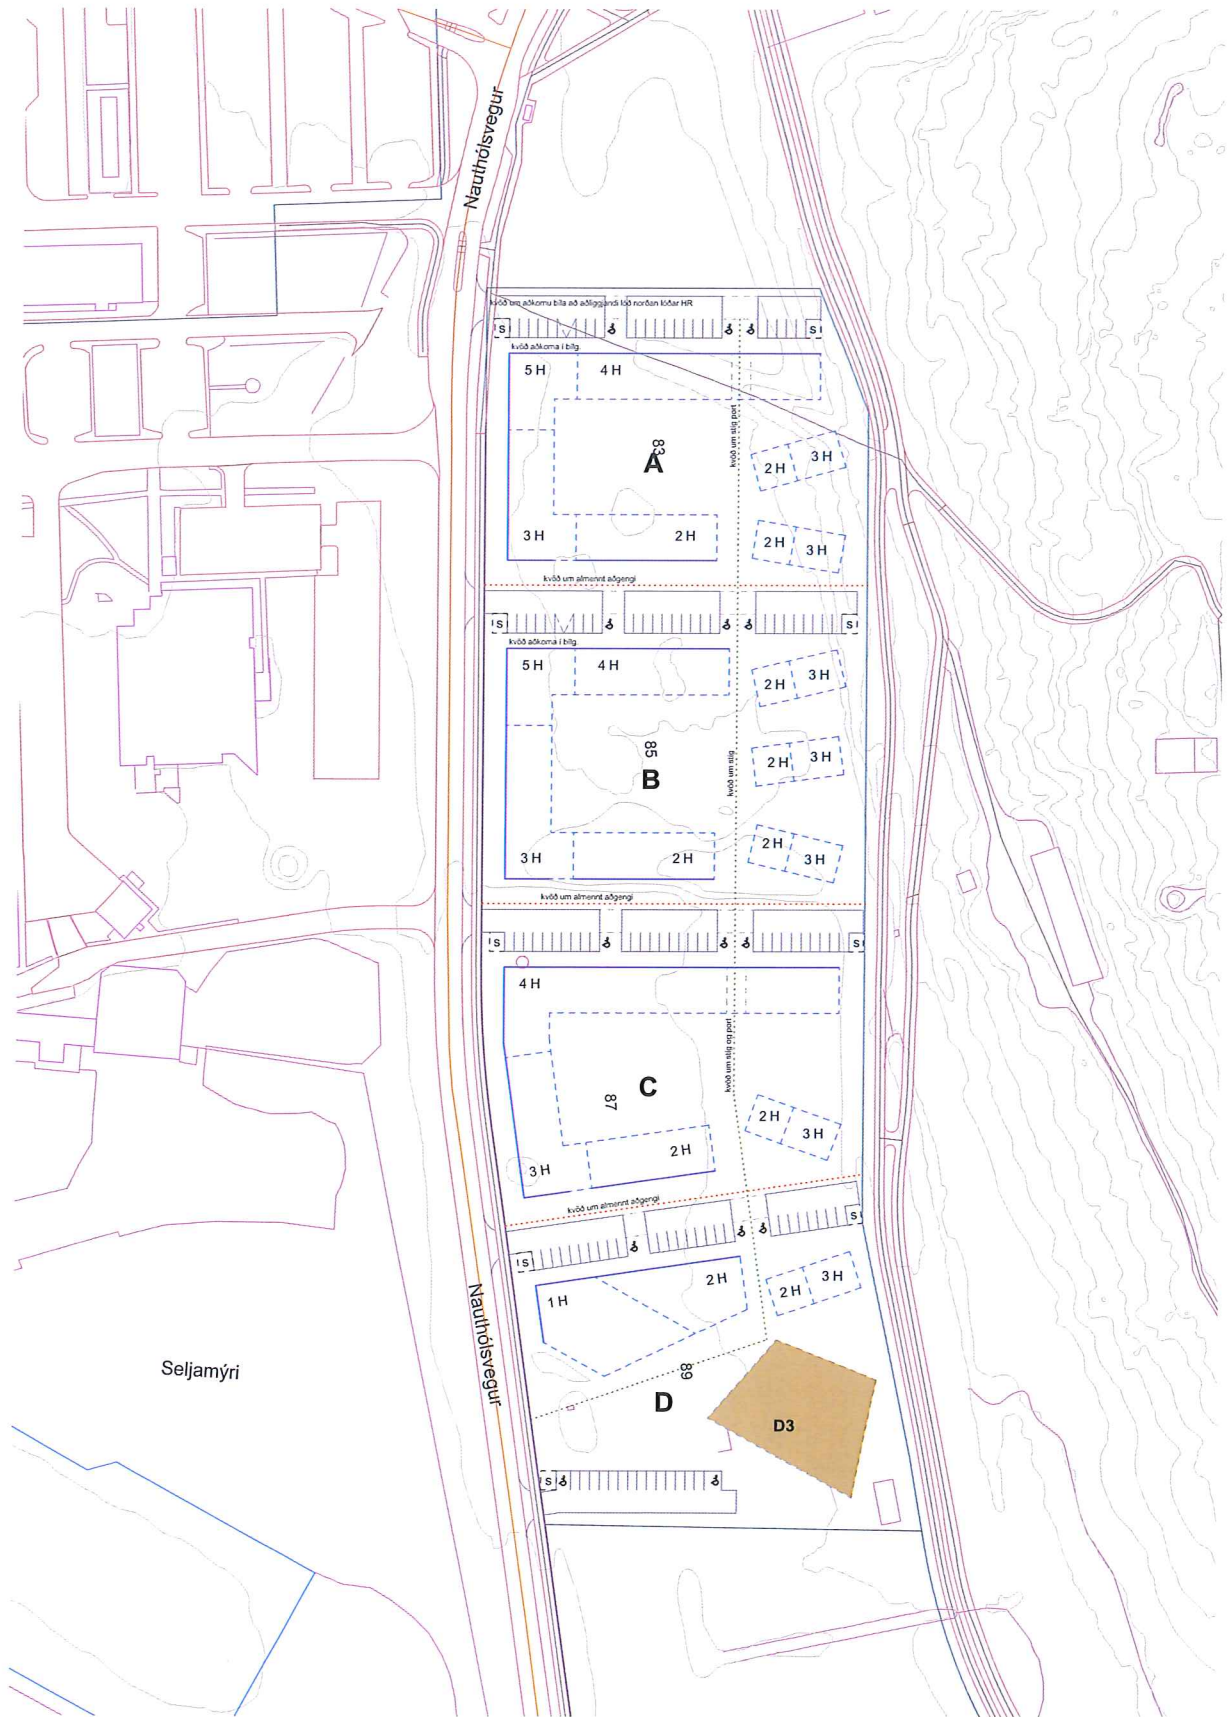 Nauthólsvegur
kvöð um aðkomu bíla að aðliggjandi lóð norðan lóðar HR
S
S
kvöð aðkoma í bílg.
5 H
4 H
kvöð um stíg port
83
A
2 H
3 H
3 H
2 H
2 H
3 H
kvöð um almennt aðgengi
S
S
kvöð aðkoma í bílg.
5 H
4 H
2 H
3 H
85
B
kvöð um stíg
2 H
3 H
3 H
2 H
2 H
3 H
kvöð um almennt aðgengi
S
S
4 H
kvöð um stíg og port
87
C
2 H
3 H
3 H
2 H
kvöð um almennt aðgengi
S
S
1 H
2 H
2 H
3 H
Nauthólsvegur
Seljamýri
89
D
D3
S